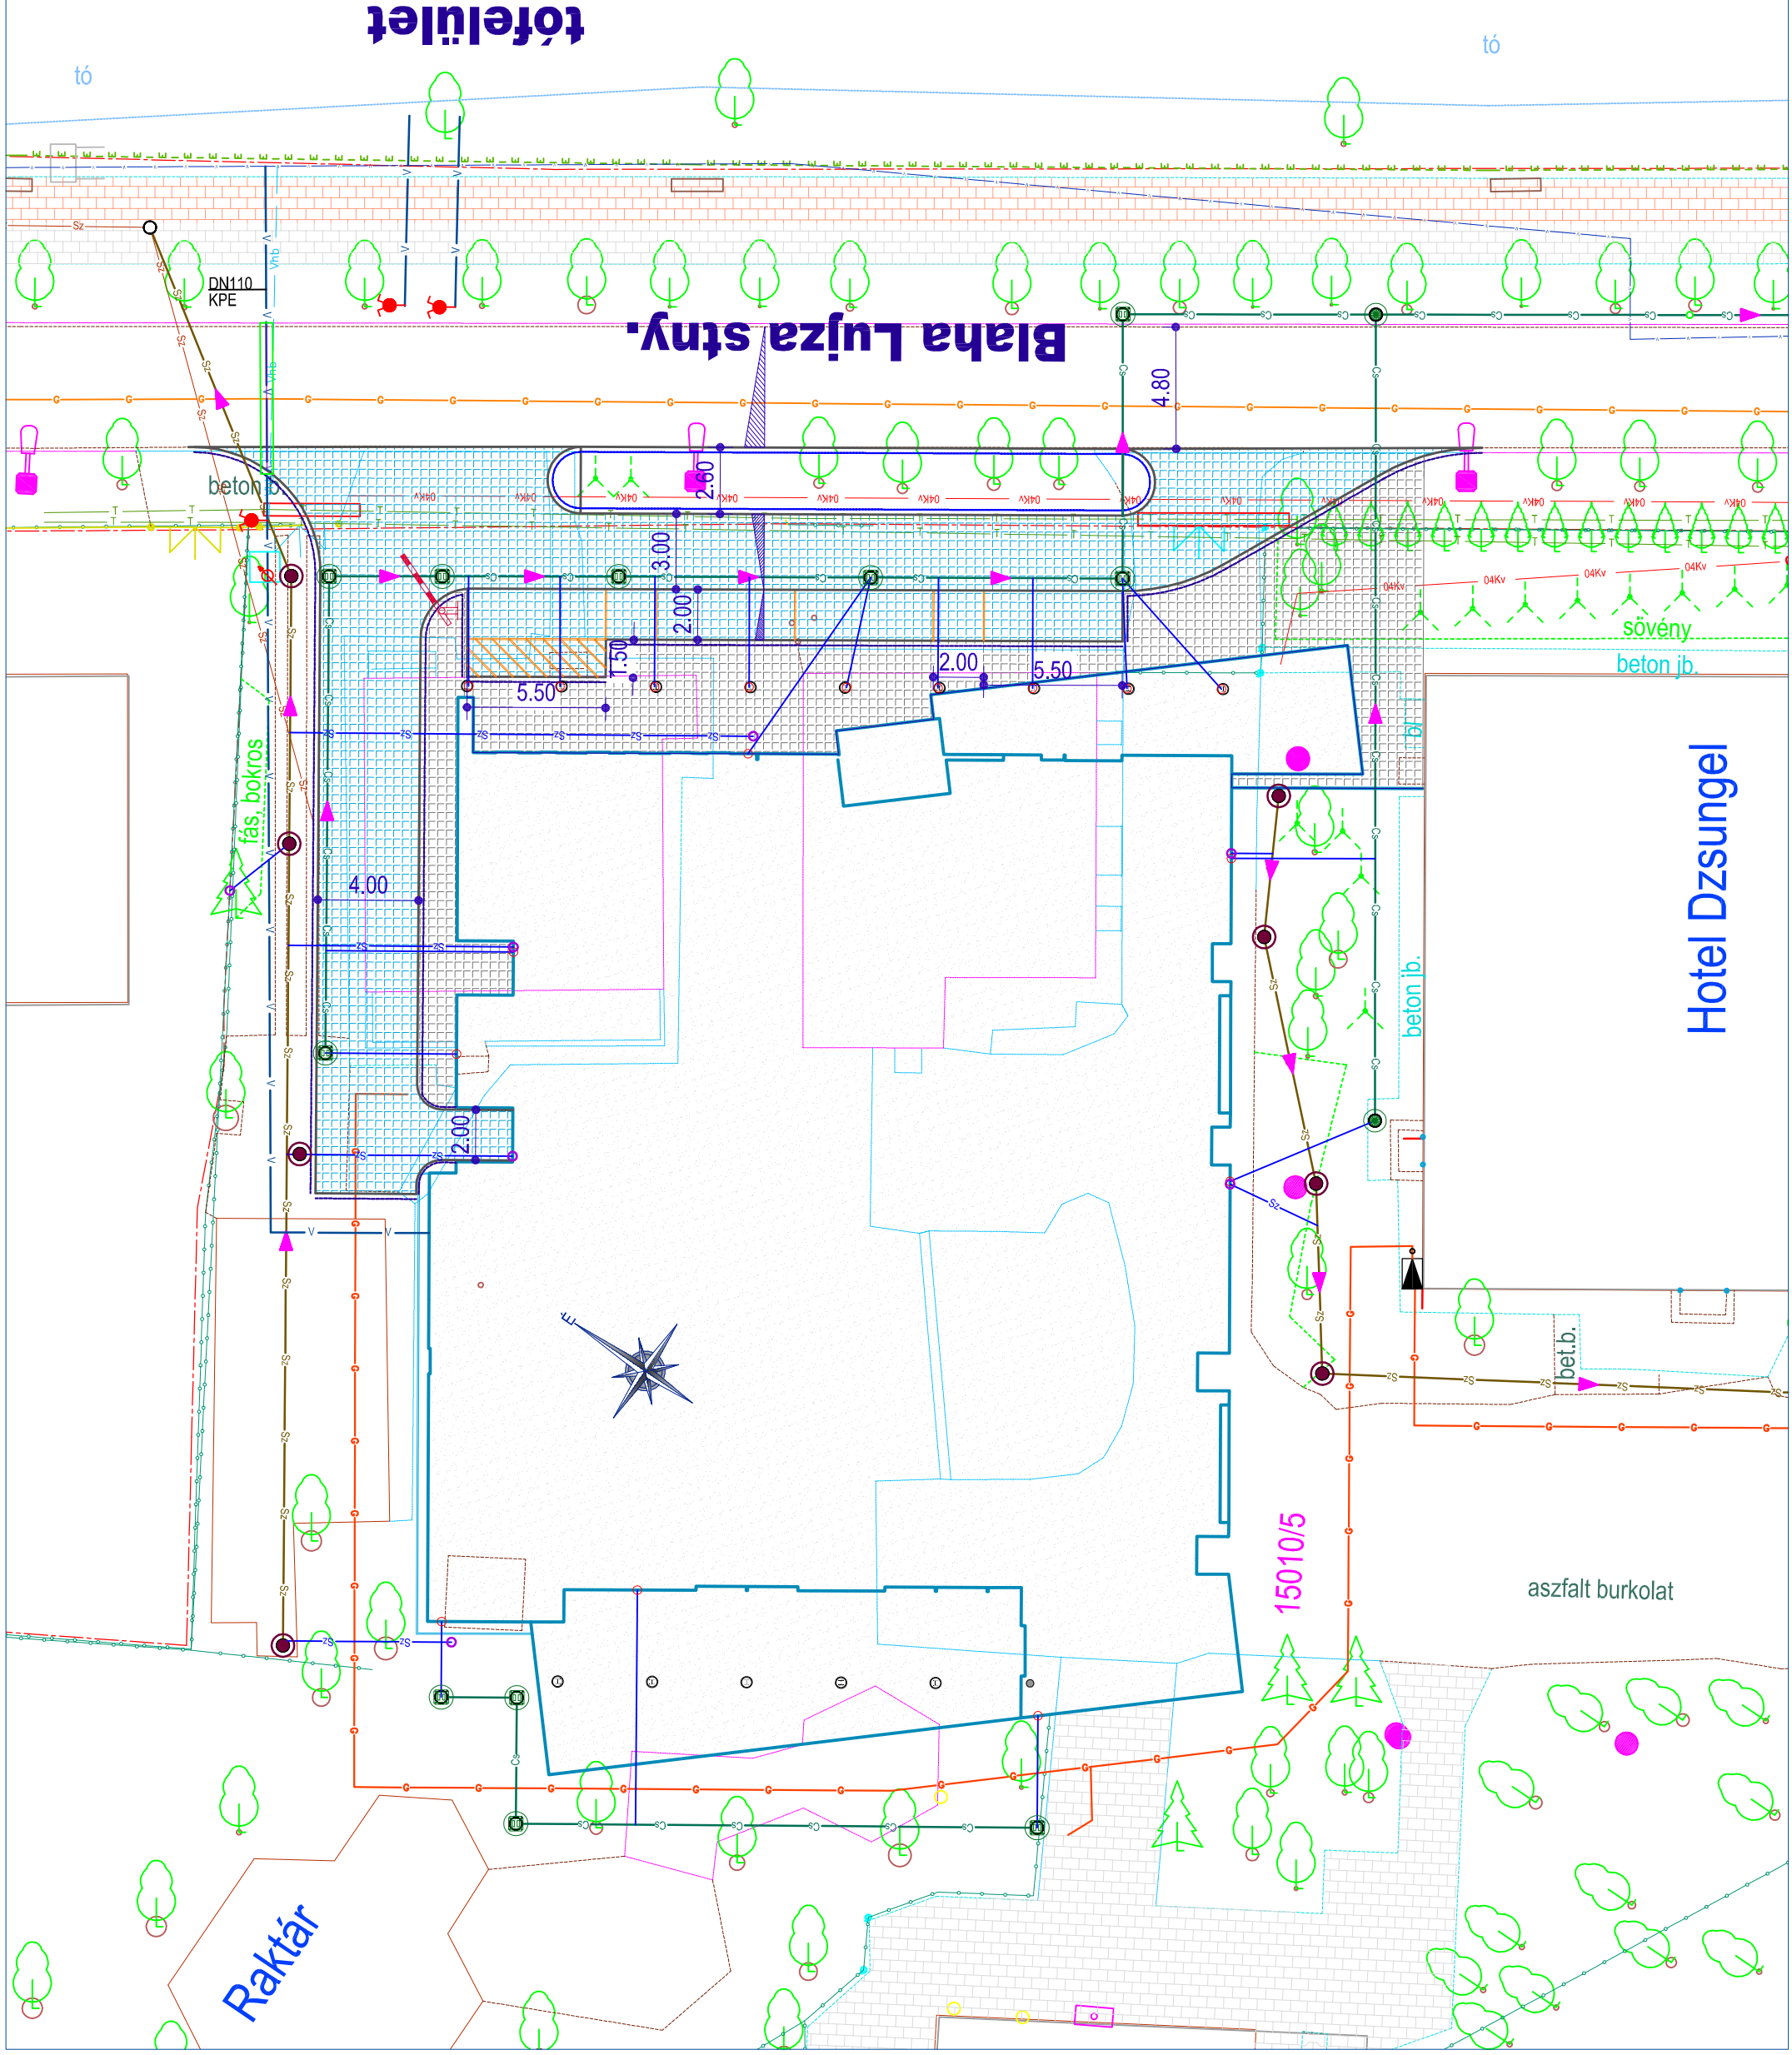 tófelület
tó
tó
DN110
KPE
Blaha Lujza stny.
4.80
beton b.
2.60
3.00
2.00
1.50
5.50
2.00
5.50
sövény
beton jb.
fás, bokros
4.00
Hotel Dzsungel
beton jb.
2.00
E
bet.b.
15010/5
aszfalt burkolat
Raktár